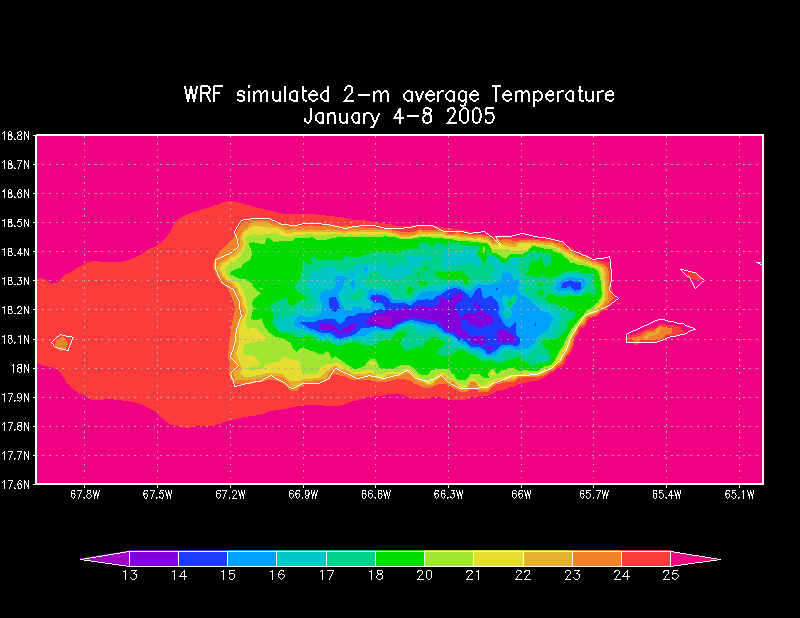 WRF simulated 2-m average Temperature
January 4-8 2005
18.8N
18.7N
18.6N
18.5N
18.4N
18.3N
18.2N
18.1N
18N
17.9N
17.8N
17.7N
17.6N
67.8W 67.5W 67.2W 66.9W 66.6W 66.3W 66W 65.7W 65.4W 65.1W
13 14 15 16 17 18 20 21 22 23 24 25